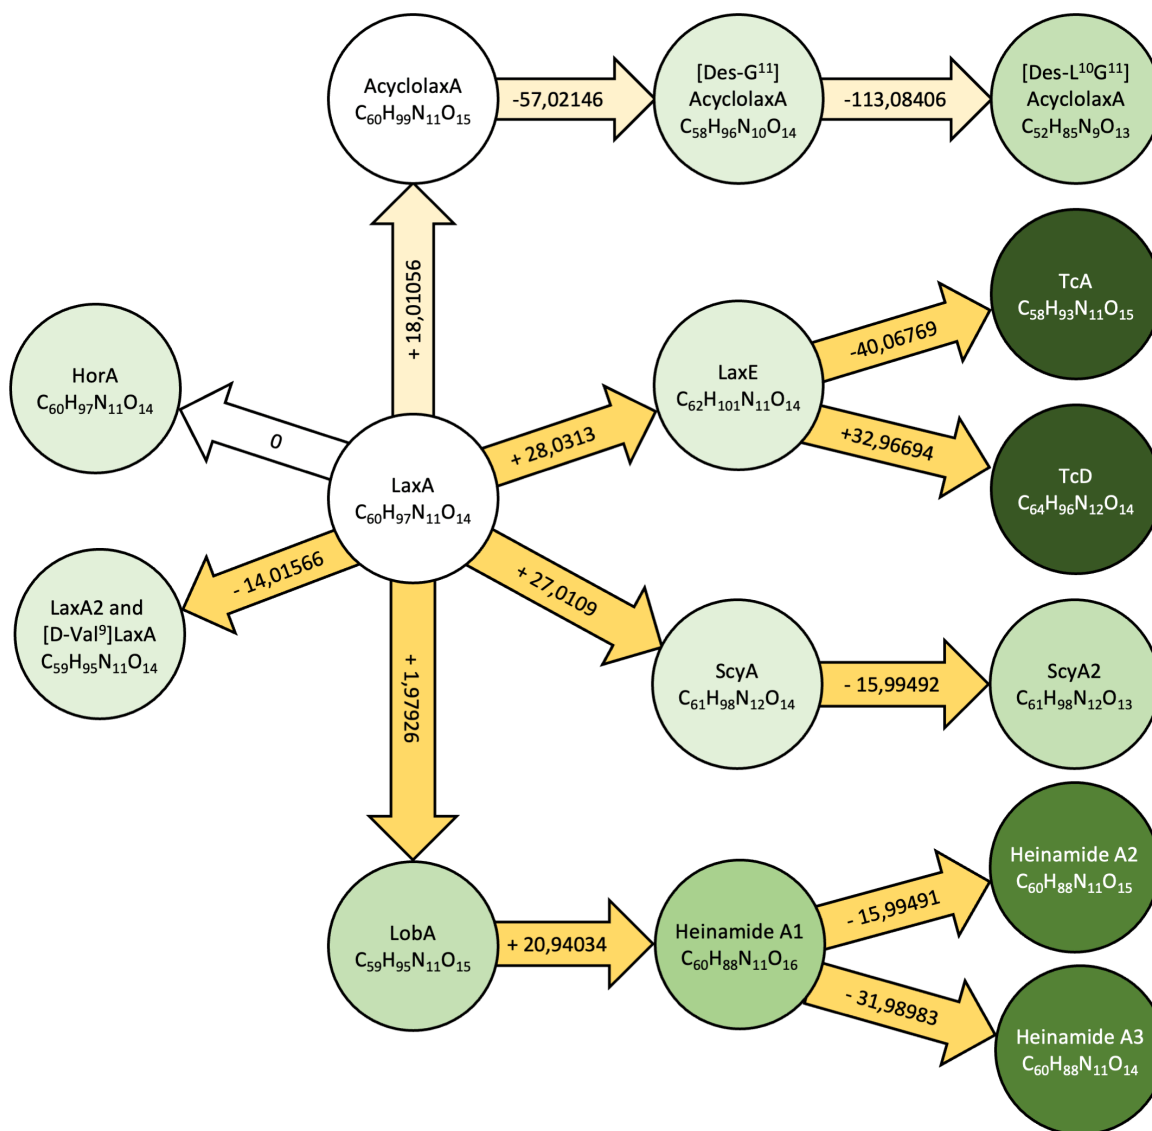 AcyclolaxA
C₆₀H₉₉N₁₁O₁₅
-57,02146
[Des-G¹¹]
AcyclolaxA
C₅₈H₉₆N₁₀O₁₄
-113,08406
[Des-L¹⁰G¹¹]
AcyclolaxA
C₅₂H₈₅N₉O₁₃
+ 18,01056
TcA
C₅₈H₉₃N₁₁O₁₅
-40,06769
HorA
C₆₀H₉₇N₁₁O₁₄
0
LaxE
C₆₂H₁₀₁N₁₁O₁₄
+ 28,0313
+32,96694
TcD
C₆₄H₉₆N₁₂O₁₄
LaxA
C₆₀H₉₇N₁₁O₁₄
- 14,01566
+ 27,0109
LaxA2 and
[D-Val⁹]LaxA
C₅₉H₉₅N₁₁O₁₄
+ 1,97926
ScyA
C₆₁H₉₈N₁₂O₁₄
- 15,99492
ScyA2
C₆₁H₉₈N₁₂O₁₃
LobA
C₅₉H₉₅N₁₁O₁₅
+ 20,94034
Heinamide A1
C₆₀H₈₈N₁₁O₁₆
- 15,99491
Heinamide A2
C₆₀H₈₈N₁₁O₁₅
- 31,98983
Heinamide A3
C₆₀H₈₈N₁₁O₁₄